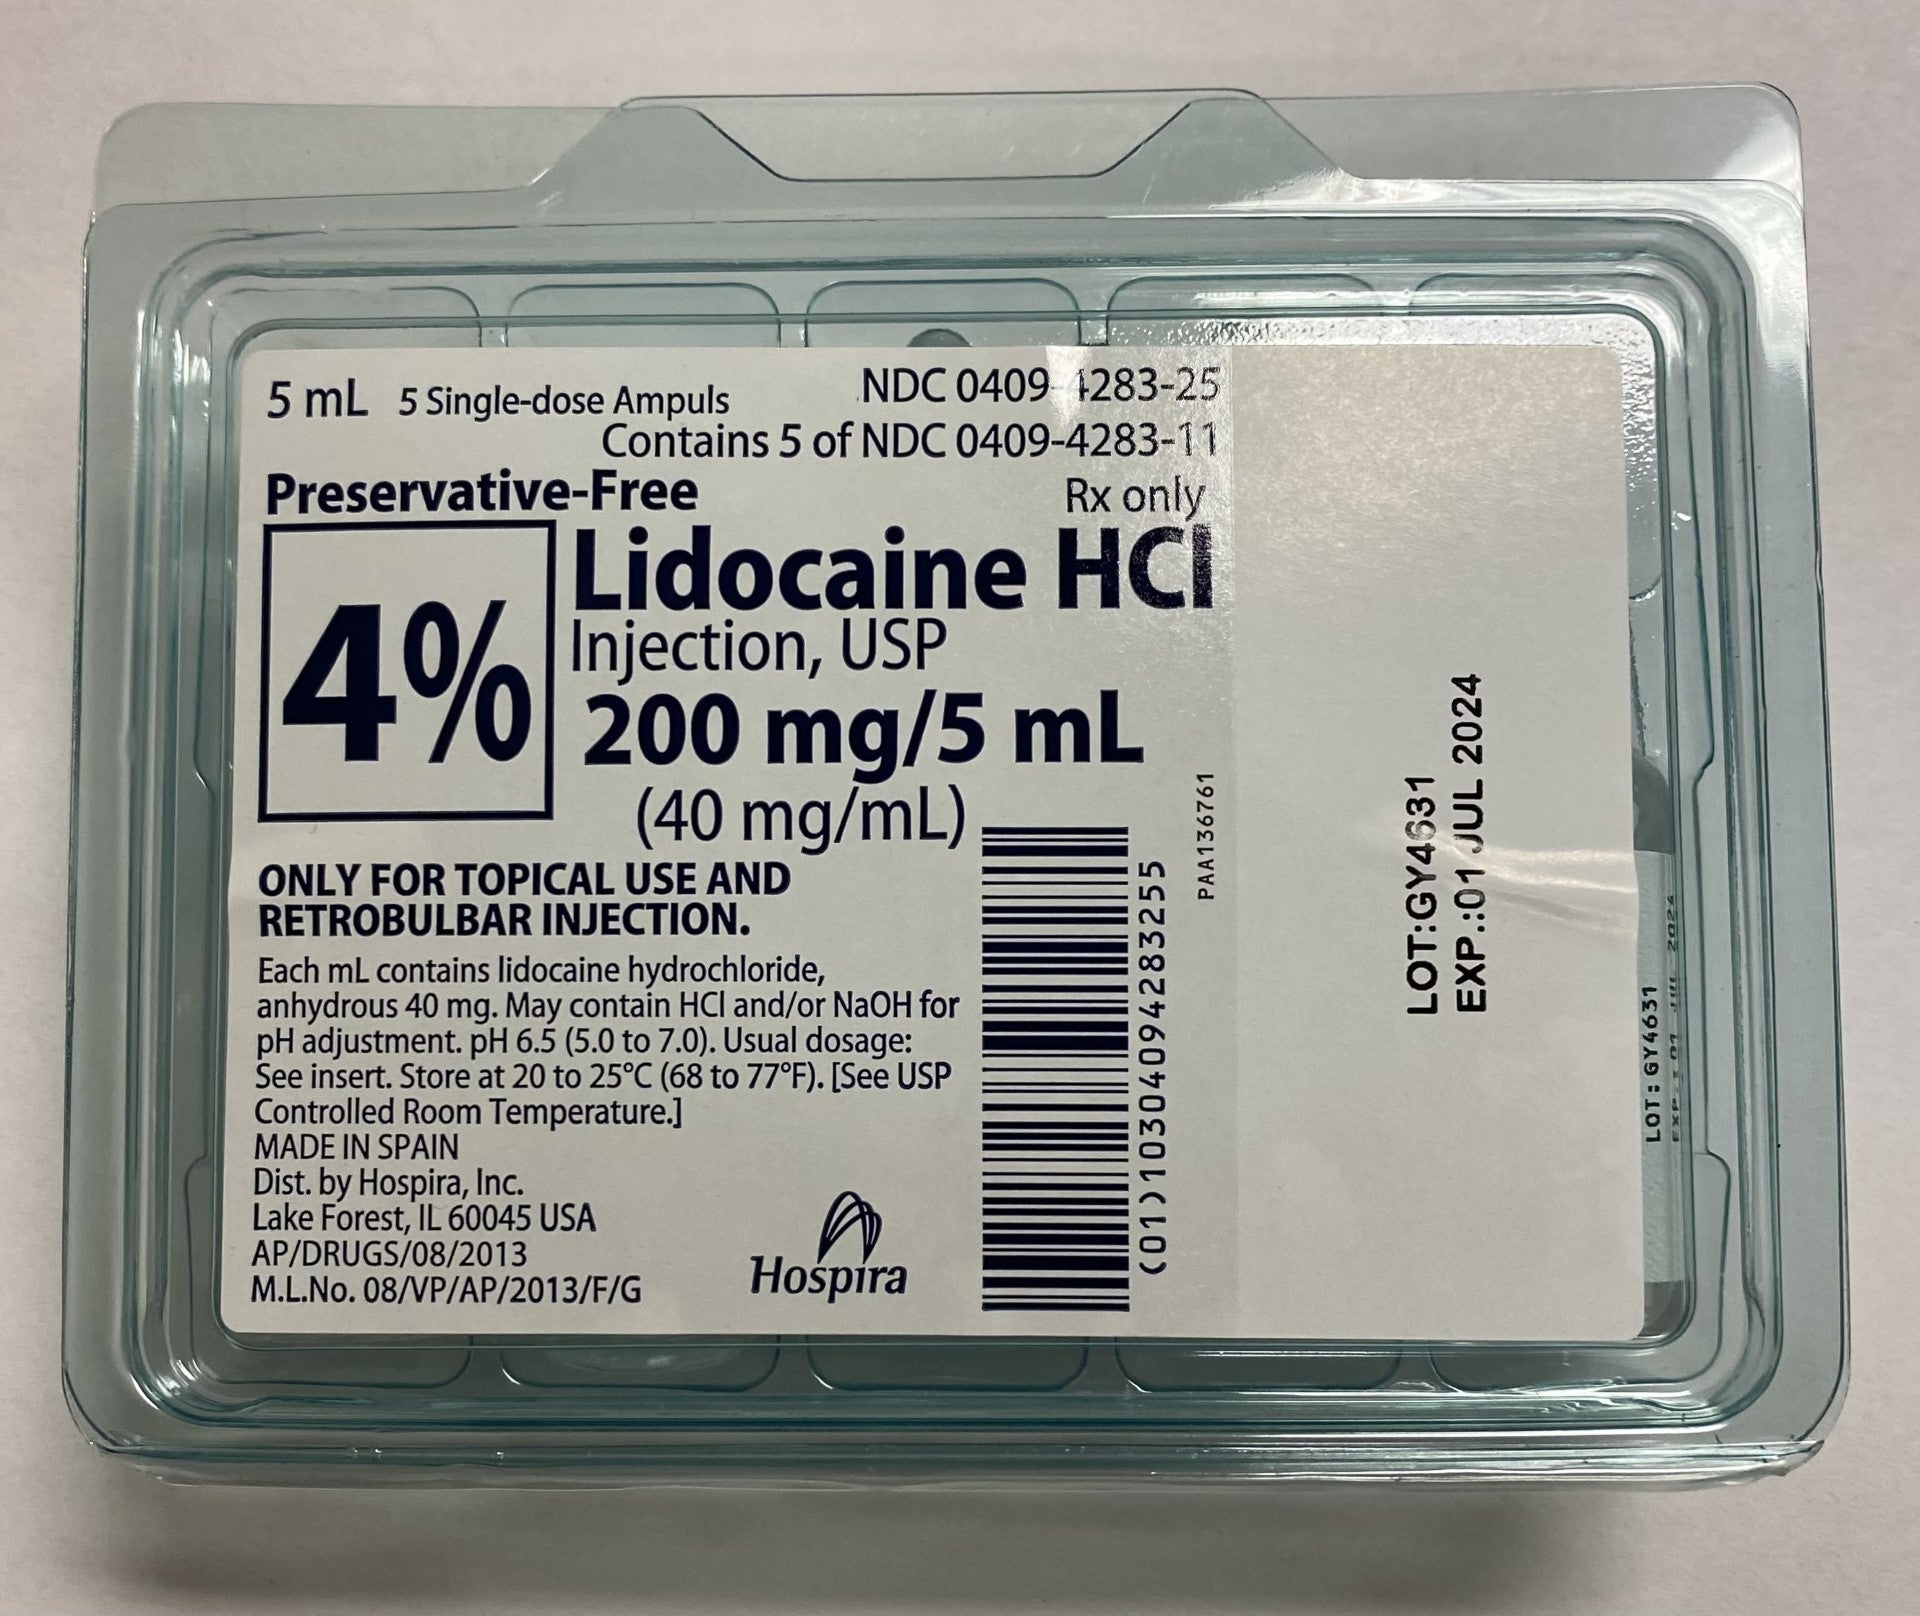 5 mL 5 Single-dose Ampuls NDC 0409-4283-25
Contains 5 of NDC 0409-4283-11
Preservative-Free Rx only
4%
Lidocaine HCl
Injection, USP
200 mg/5 mL
(40 mg/mL)
ONLY FOR TOPICAL USE AND
RETROBULBAR INJECTION.
Each mL contains lidocaine hydrochloride,
anhydrous 40 mg. May contain HCl and/or NaOH for
pH adjustment. pH 6.5 (5.0 to 7.0). Usual dosage:
See insert. Store at 20 to 25°C (68 to 77°F). [See USP
Controlled Room Temperature.]
MADE IN SPAIN
Dist. by Hospira, Inc.
Lake Forest, IL 60045 USA
AP/DRUGS/08/2013
M.L.No. 08/VP/AP/2013/F/G
Hospira
(01)10304094283255
PAA136761
LOT:GY4631
EXP.:01 JUL 2024
LOT: GY4631